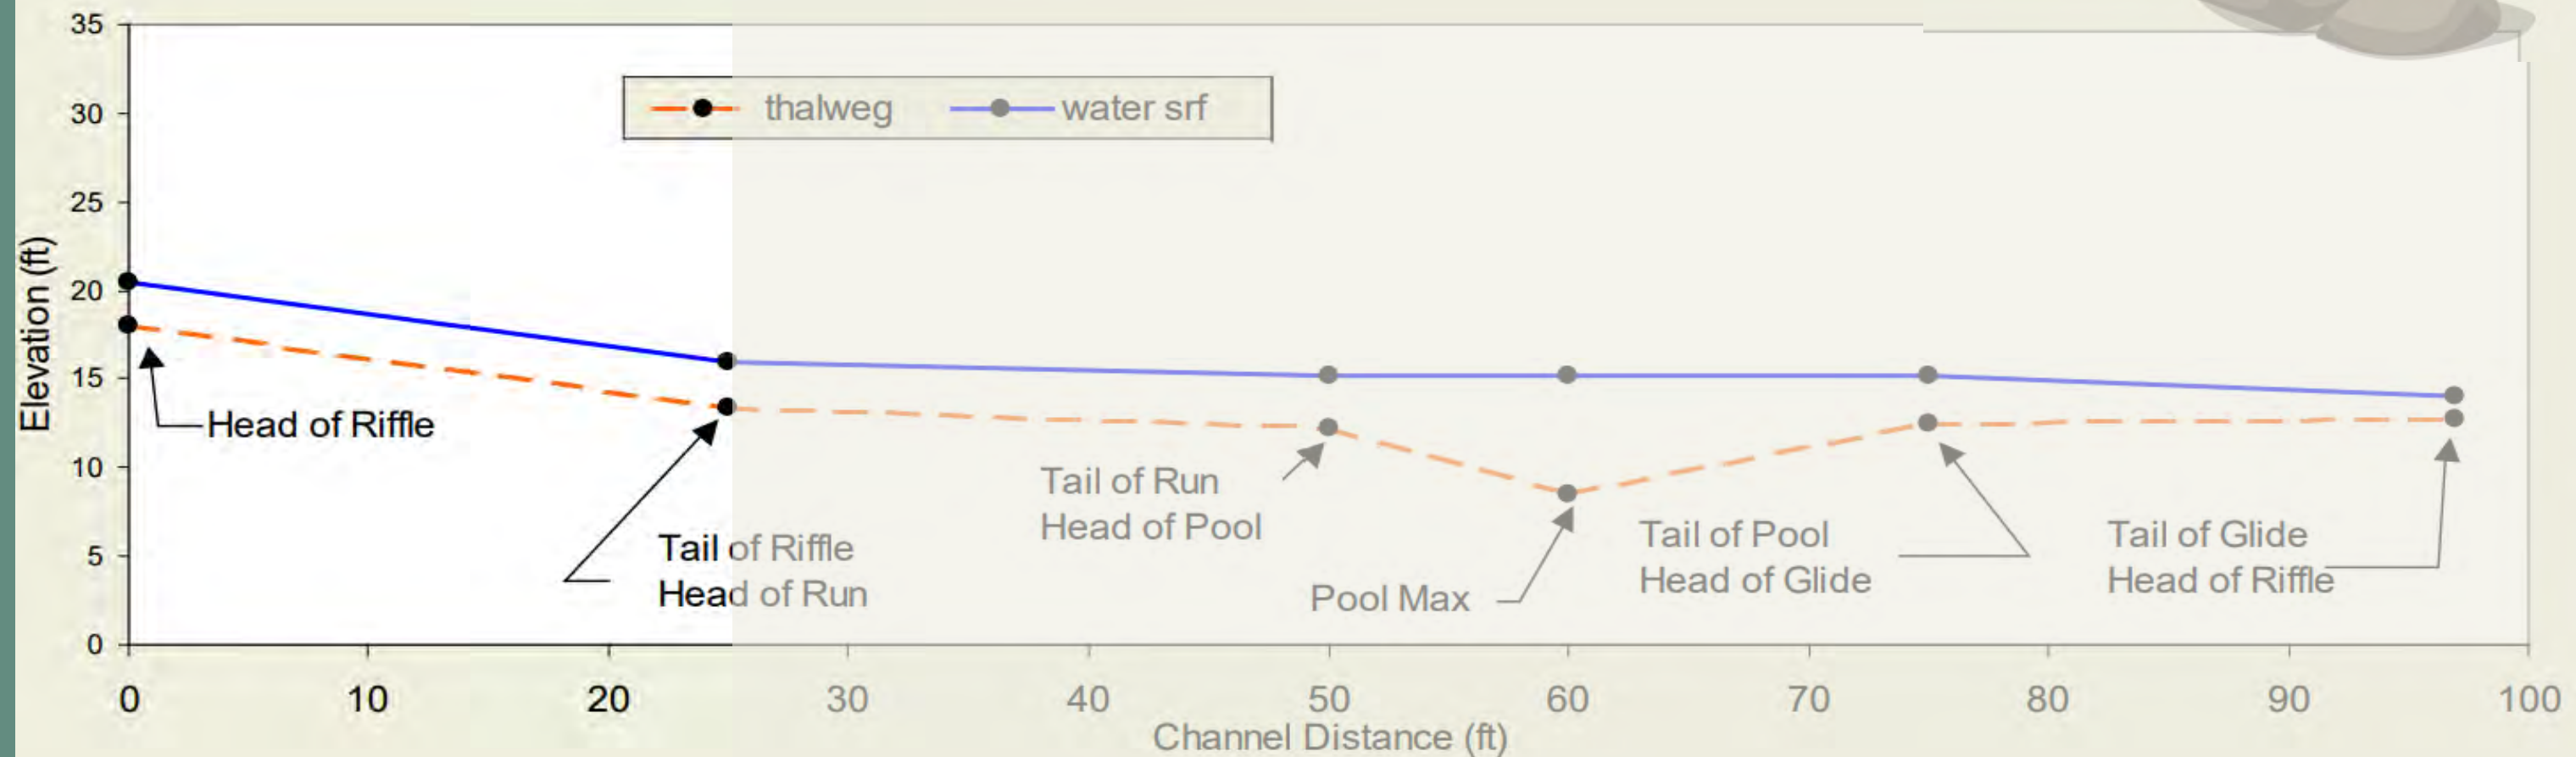 35
thalweg
water srf
30
25
20
15
10
5
0
Elevation (ft)
Head of Riffle
Tail of Riffle
Head of Run
Tail of Run
Head of Pool
Pool Max
Tail of Pool
Head of Glide
Tail of Glide
Head of Riffle
0 10 20 30 40 50 60 70 80 90 100
Channel Distance (ft)